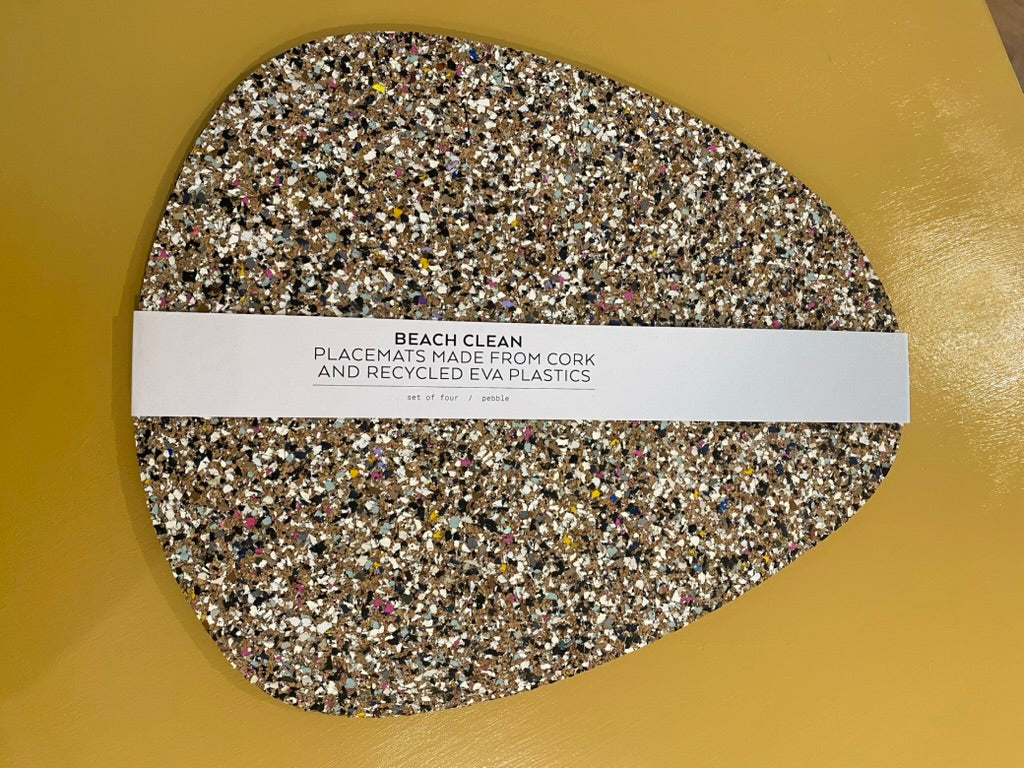 BEACH CLEAN
PLACEMATS MADE FROM CORK
AND RECYCLED EVA PLASTICS
set of four / pebble